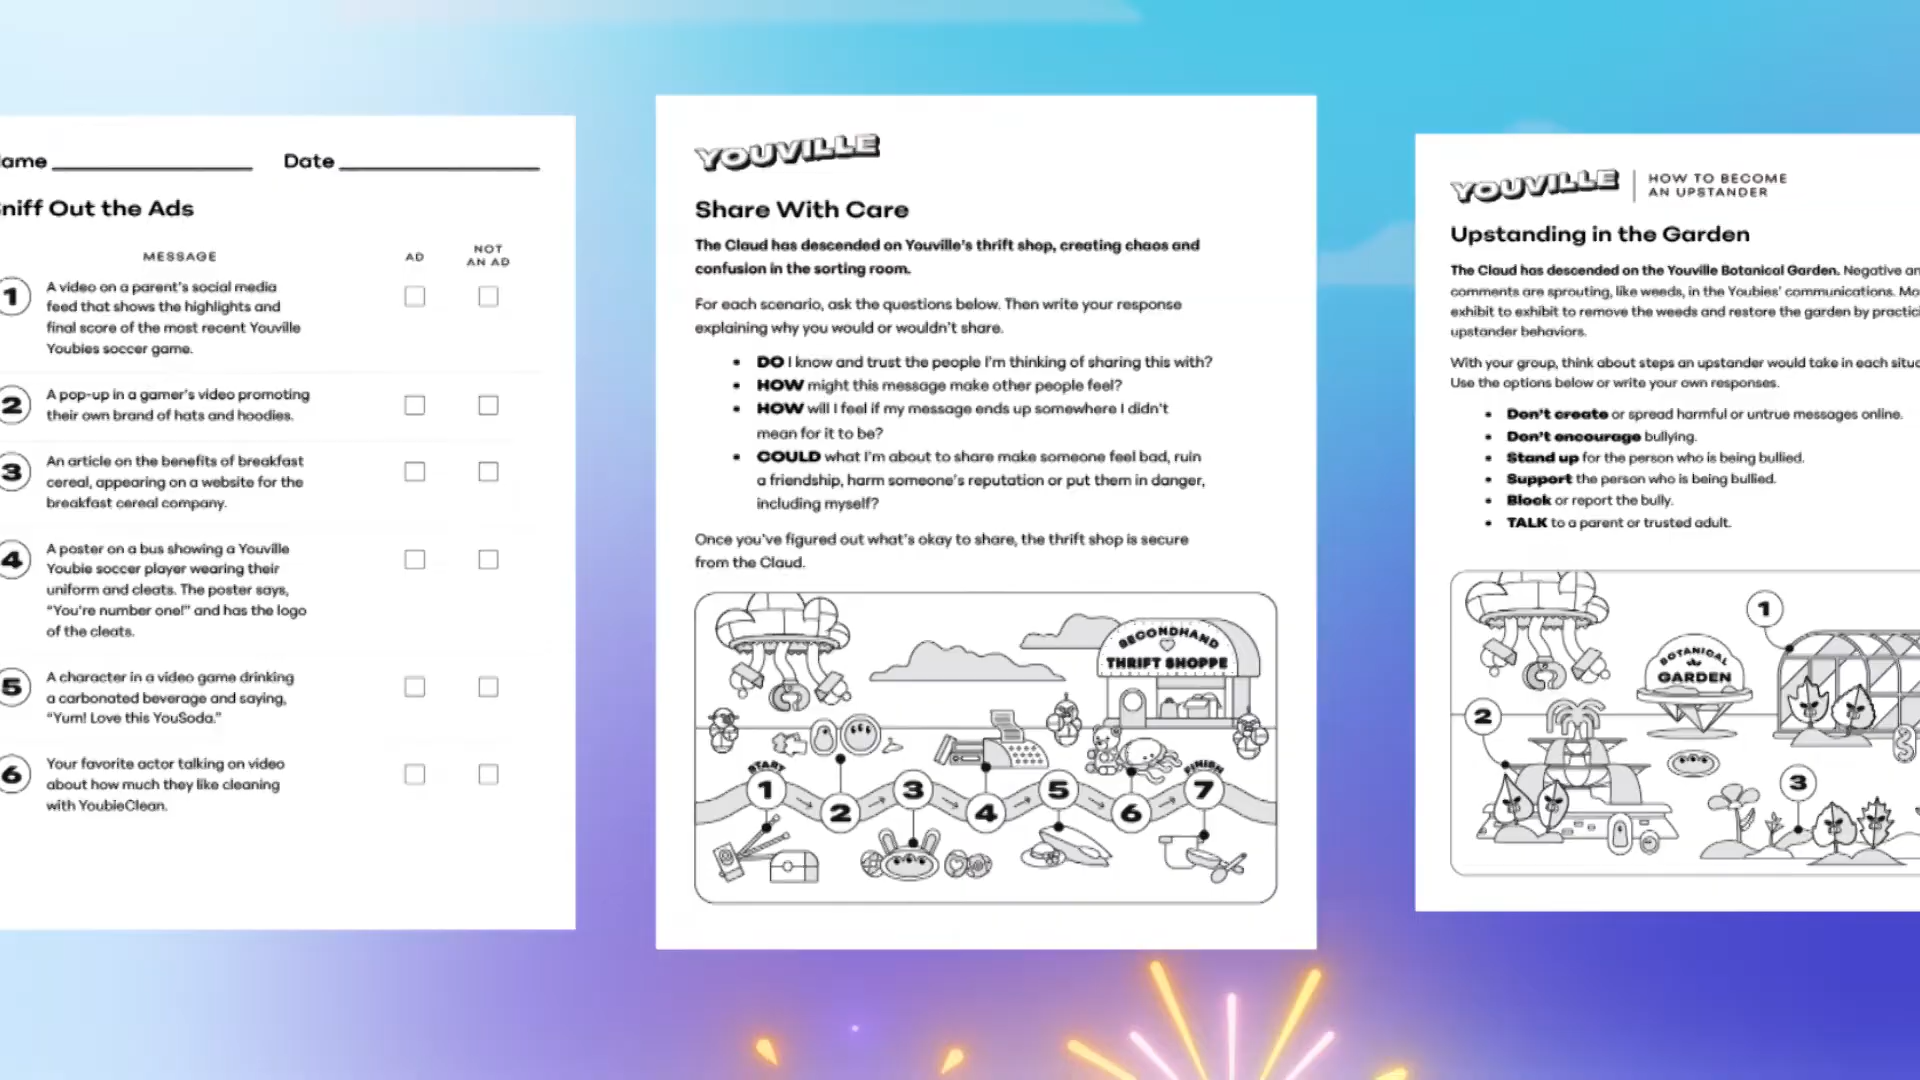 ame Date
niff Out the Ads
MESSAGE AD NOT AN AD
1 A video on a parent's social media
feed that shows the highlights and
final score of the most recent Youville
Youbies soccer game.
2 A pop-up in a gamer's video promoting
their own brand of hats and hoodies.
3 An article on the benefits of breakfast
cereal, appearing on a website for the
breakfast cereal company.
4 A poster on a bus showing a Youville
Youbie soccer player wearing their
uniform and cleats. The poster says,
“You're number one!” and has the logo
of the cleats.
5 A character in a video game drinking
a carbonated beverage and saying,
“Yum! Love this YouSoda.”
6 Your favorite actor talking on video
about how much they like cleaning
with YoubieClean.
YOUVILLE
Share With Care
The Claud has descended on Youville's thrift shop, creating chaos and
confusion in the sorting room.
For each scenario, ask the questions below. Then write your response
explaining why you would or wouldn't share.
• DO I know and trust the people I'm thinking of sharing this with?
• HOW might this message make other people feel?
• HOW will I feel if my message ends up somewhere I didn't
mean for it to be?
• COULD what I'm about to share make someone feel bad, ruin
a friendship, harm someone's reputation or put them in danger,
including myself?
Once you've figured out what's okay to share, the thrift shop is secure
from the Claud.
SECONDHAND
THRIFT SHOPPE
START
FINISH
1 2 3 4 5 6 7
YOUVILLE
HOW TO BECOME
AN UPSTANDER
Upstanding in the Garden
The Claud has descended on the Youville Botanical Garden. Negative an
comments are sprouting, like weeds, in the Youbies' communications. Mo
exhibit to exhibit to remove the weeds and restore the garden by practici
upstander behaviors.
With your group, think about steps an upstander would take in each situa
Use the options below or write your own responses.
• Don't create or spread harmful or untrue messages online.
• Don't encourage bullying.
• Stand up for the person who is being bullied.
• Support the person who is being bullied.
• Block or report the bully.
• TALK to a parent or trusted adult.
1
BOTANICAL
GARDEN
2
3